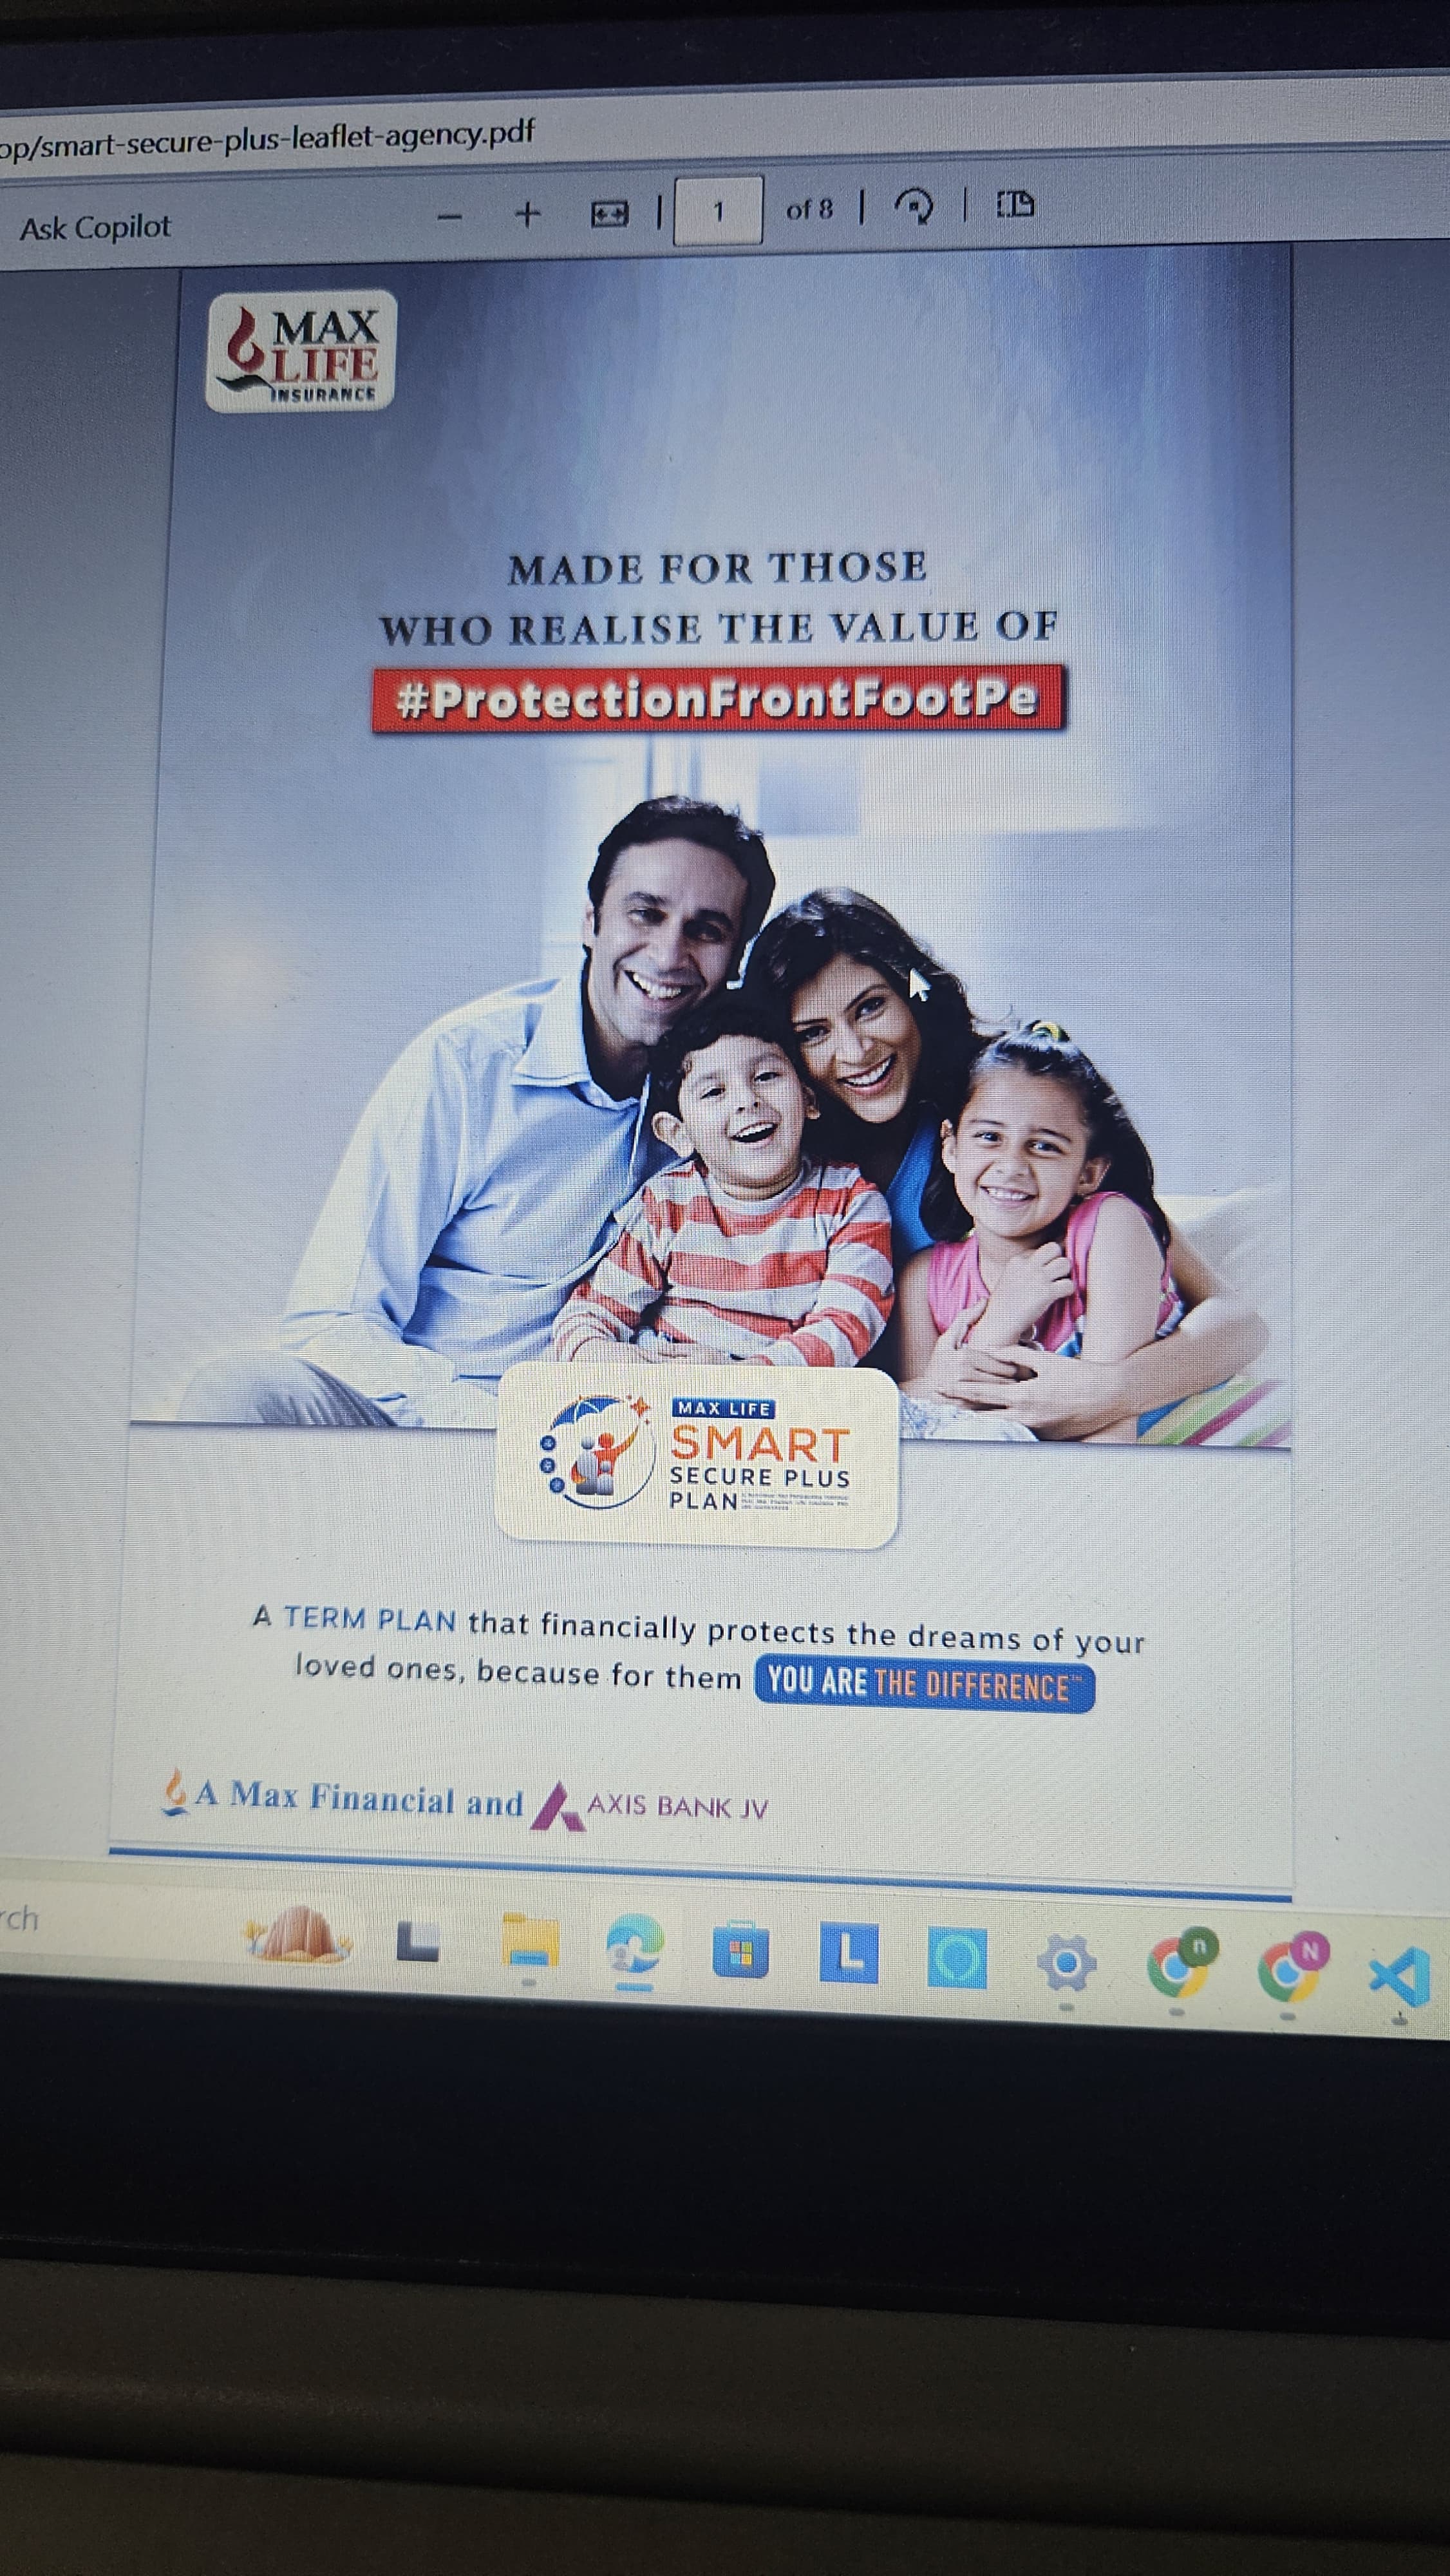 op/smart-secure-plus-leaflet-agency.pdf
Ask Copilot
1 of 8
MAX
LIFE
INSURANCE
MADE FOR THOSE
WHO REALISE THE VALUE OF
#ProtectionFrontFootPe
MAX LIFE
SMART
SECURE PLUS
PLAN
A TERM PLAN that financially protects the dreams of your
loved ones, because for them YOU ARE THE DIFFERENCE™
A Max Financial and AXIS BANK JV
rch
L
n
N